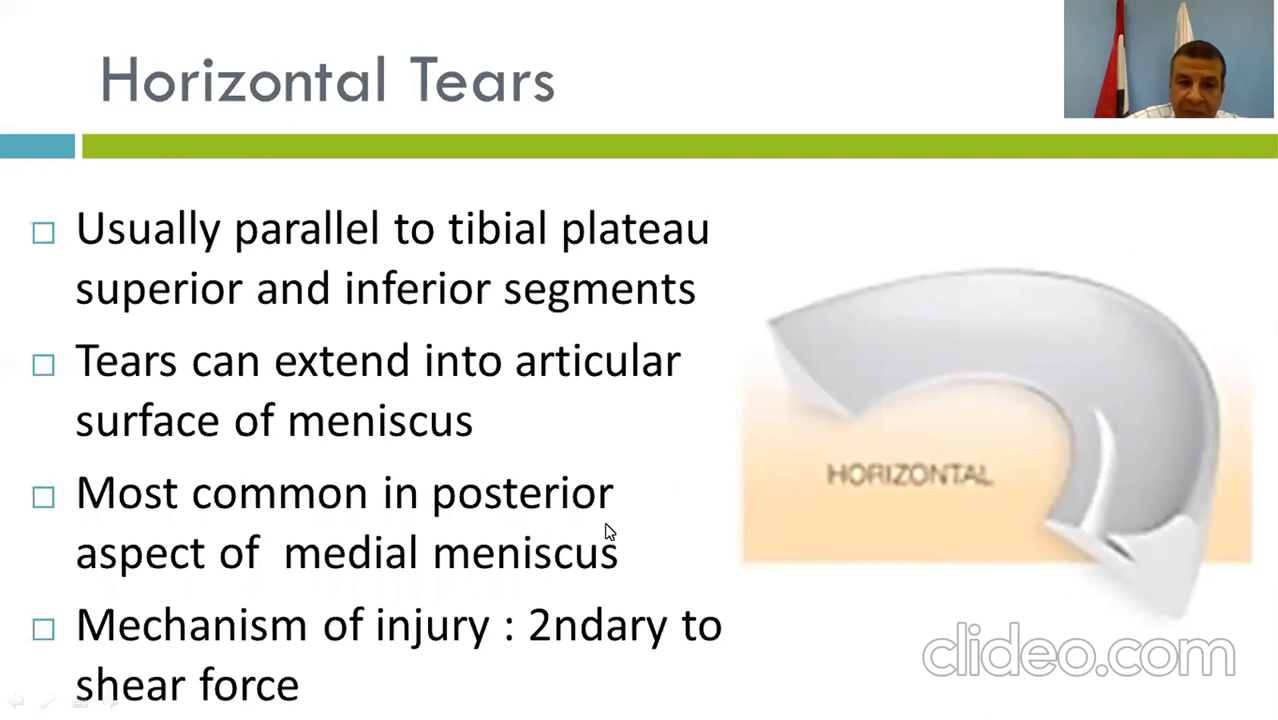 Horizontal Tears
Usually parallel to tibial plateau
superior and inferior segments
Tears can extend into articular
surface of meniscus
Most common in posterior
aspect of  medial meniscus
Mechanism of injury : 2ndary to
shear force
HORIZONTAL
clideo.com